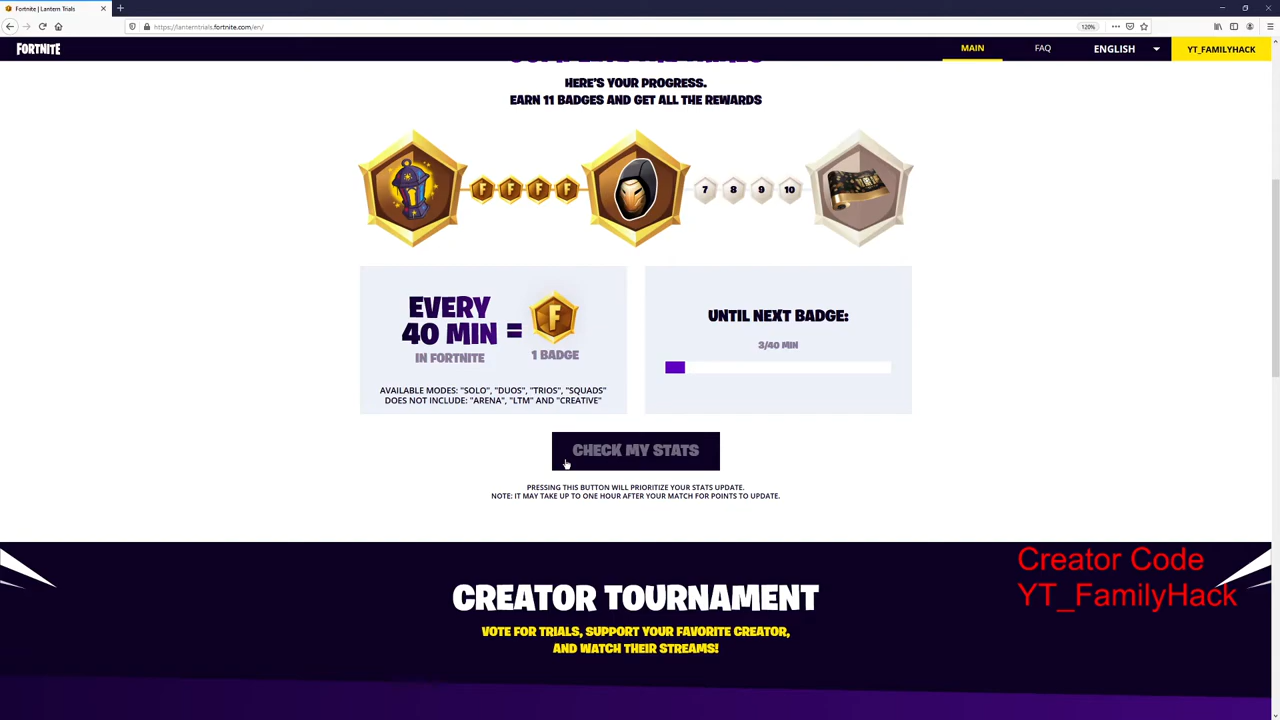 Fortnite | Lantern Trials
https://lanterntrials.fortnite.com/en/
120%
FORTNITE
MAIN
FAQ
ENGLISH
YT_FAMILYHACK
HERE'S YOUR PROGRESS.
EARN 11 BADGES AND GET ALL THE REWARDS
F F F F
7 8 9 10
EVERY
40 MIN
IN FORTNITE
=
F
1 BADGE
AVAILABLE MODES: "SOLO", "DUOS", "TRIOS", "SQUADS"
DOES NOT INCLUDE: "ARENA", "LTM" AND "CREATIVE"
UNTIL NEXT BADGE:
3/40 MIN
CHECK MY STATS
PRESSING THIS BUTTON WILL PRIORITIZE YOUR STATS UPDATE.
NOTE: IT MAY TAKE UP TO ONE HOUR AFTER YOUR MATCH FOR POINTS TO UPDATE.
Creator Code
YT_FamilyHack
CREATOR TOURNAMENT
VOTE FOR TRIALS, SUPPORT YOUR FAVORITE CREATOR,
AND WATCH THEIR STREAMS!